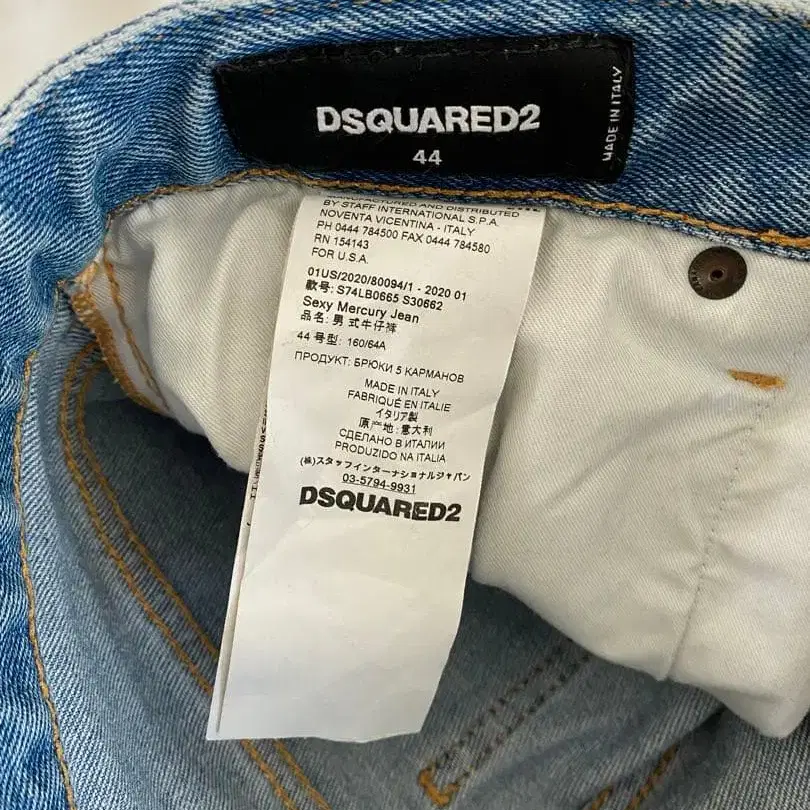 DSQUARED2
44
MADE IN ITALY
MANUFACTURED AND DISTRIBUTED
BY STAFF INTERNATIONAL S.P.A.
NOVENTA VICENTINA - ITALY
PH 0444 784500 FAX 0444 784580
RN 154143
FOR U.S.A.
01US/2020/80094/1 - 2020 01
款号: S74LB0665 S30662
Sexy Mercury Jean
品名: 男式牛仔裤
44 号型: 160/64A
ПРОДУКТ: БРЮКИ 5 КАРМАНОВ
MADE IN ITALY
FABRIQUÉ EN ITALIE
イタリア製
原产地: 意大利
СДЕЛАНО В ИТАЛИИ
PRODUZIDO NA ITALIA
(株)スタッフインターナショナルジャパン
03-5794-9931
DSQUARED2